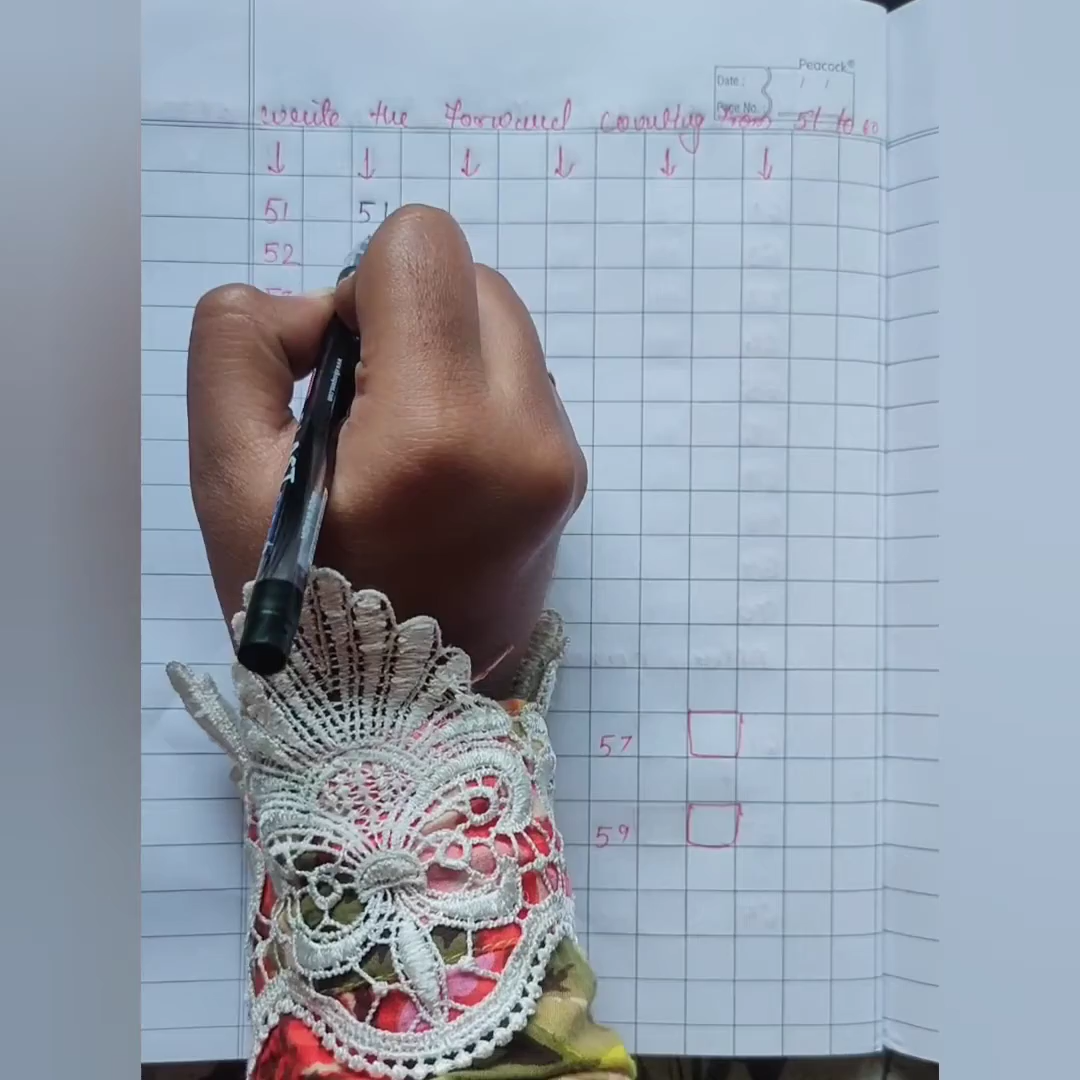 Peacock®
Date : / /
Page No. :
write the forward counting from 51 to 60
↓ ↓ ↓ ↓ ↓ ↓
51 51
52
57
59